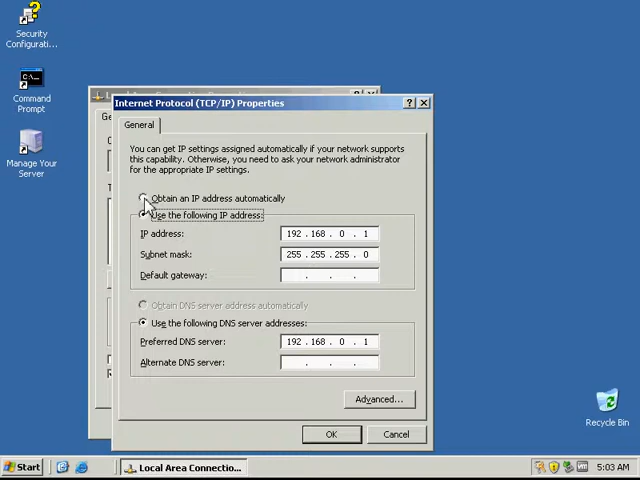 Security
Configurati...
Command
Prompt
Manage Your
Server
Internet Protocol (TCP/IP) Properties
General
You can get IP settings assigned automatically if your network supports
this capability. Otherwise, you need to ask your network administrator
for the appropriate IP settings.
Obtain an IP address automatically
Use the following IP address:
IP address: 192 . 168 . 0 . 1
Subnet mask: 255 . 255 . 255 . 0
Default gateway: . . .
Obtain DNS server address automatically
Use the following DNS server addresses:
Preferred DNS server: 192 . 168 . 0 . 1
Alternate DNS server: . . .
Advanced...
OK Cancel
Recycle Bin
Start
Local Area Connectio...
5:03 AM